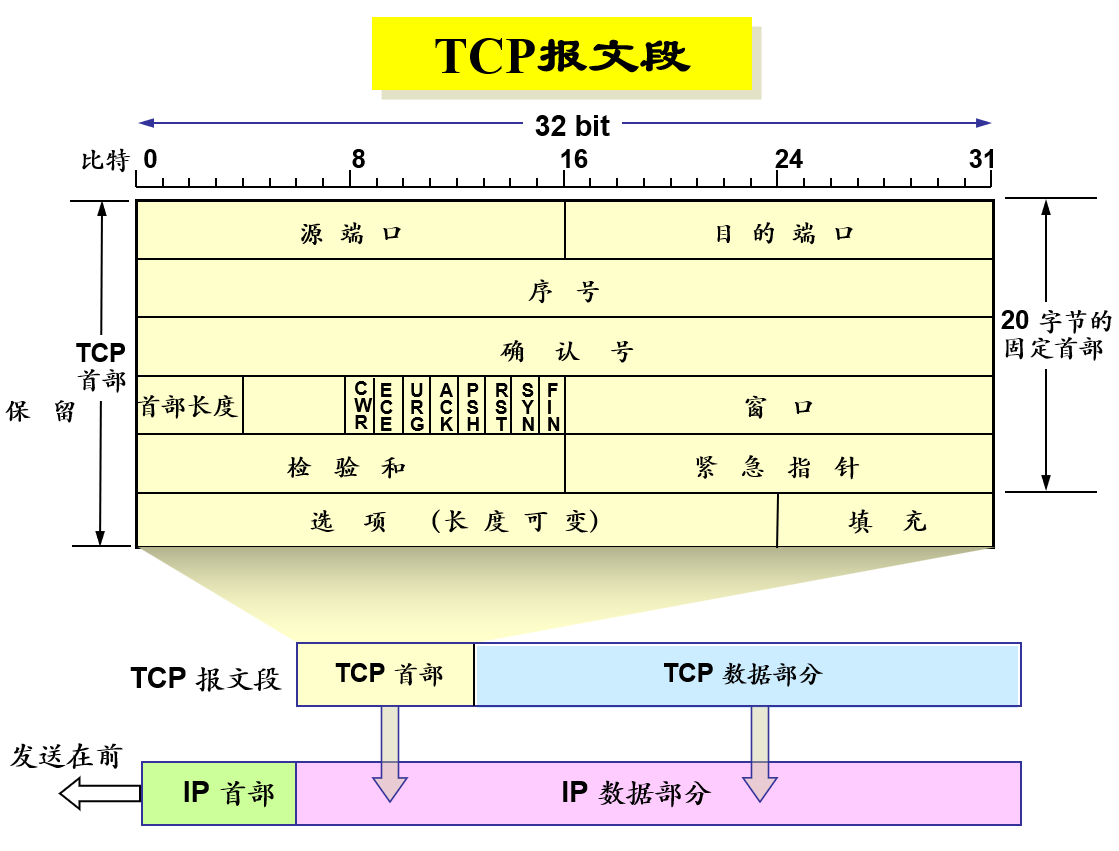 TCP报文段
32 bit
比特 0 8 16 24 31
源端口 目的端口
序号
确认号
TCP
首部
20 字节的
固定首部
保留
首部长度 CWR ECE URG ACK PSH RST SYN FIN 窗口
检验和 紧急指针
选项 (长度可变) 填充
TCP 报文段 TCP 首部 TCP 数据部分
发送在前
IP 首部 IP 数据部分